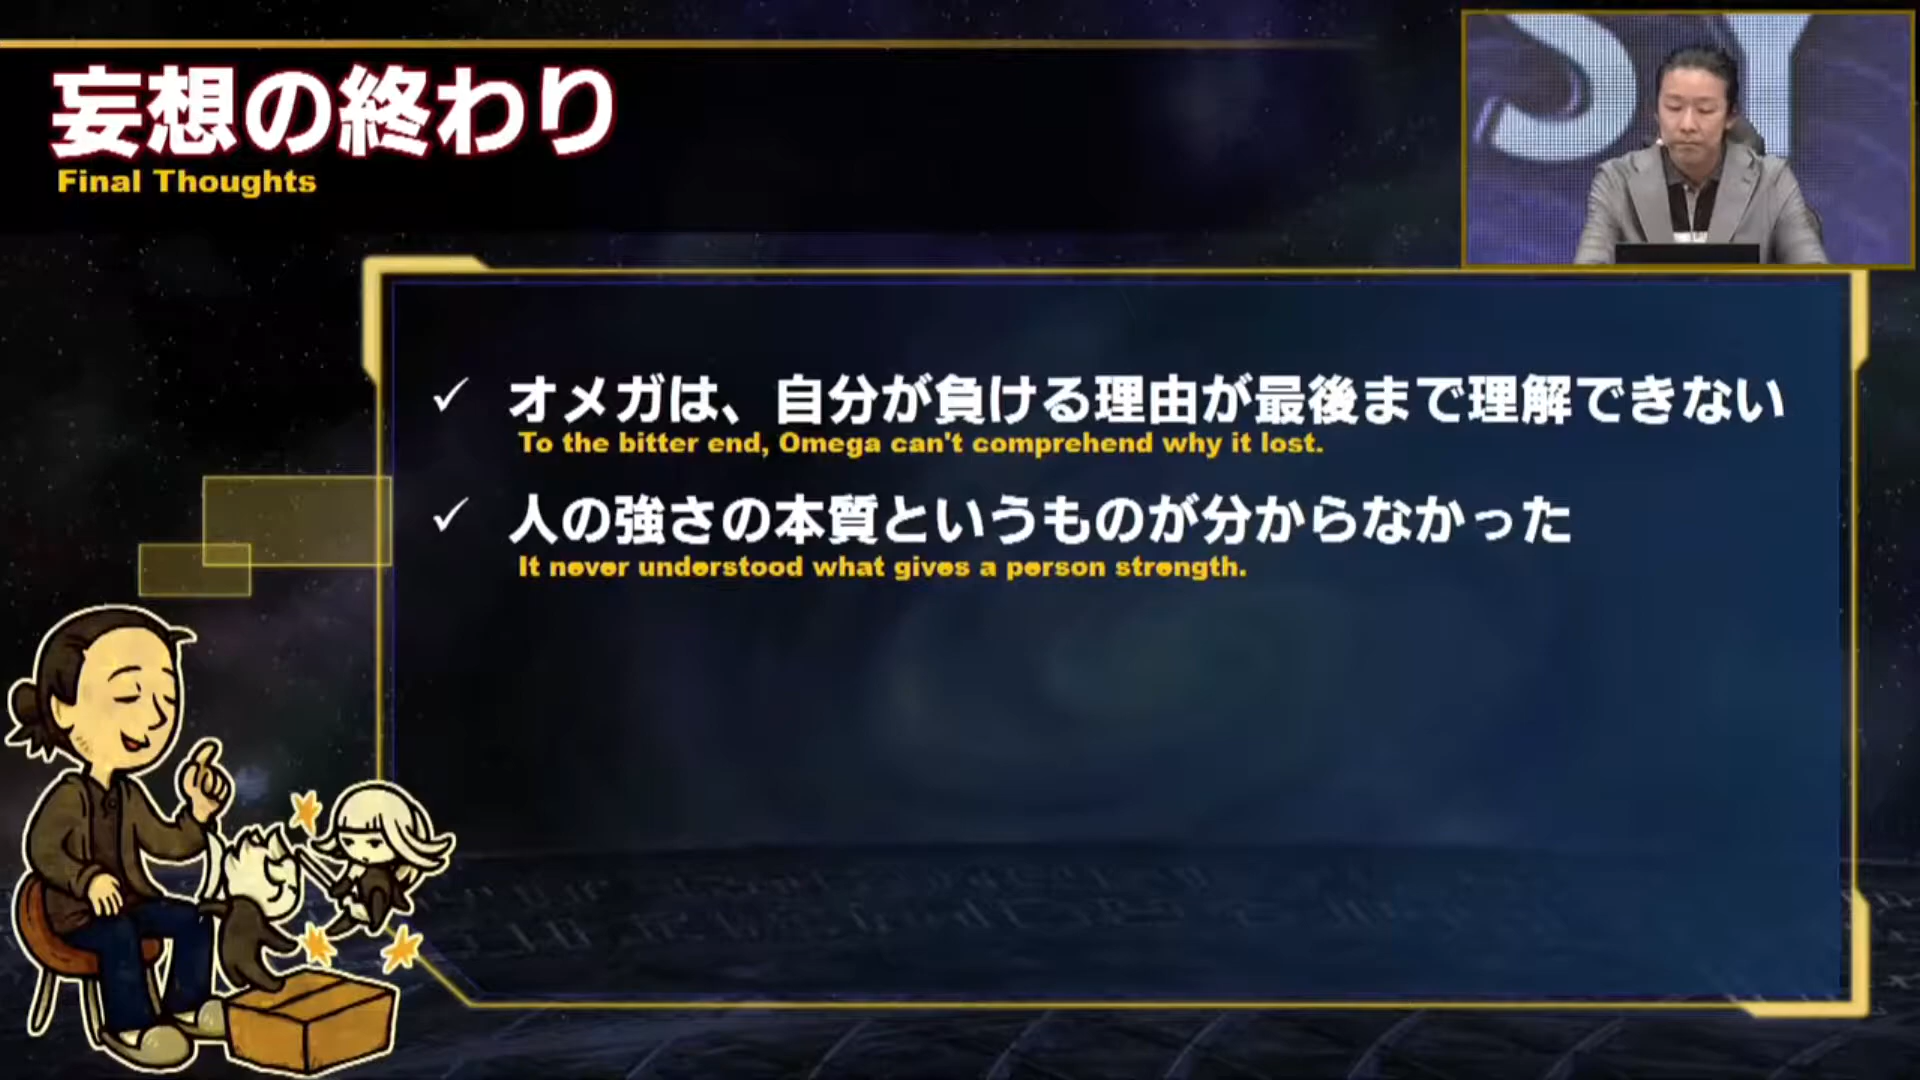 妄想の終わり
Final Thoughts
SY
オメガは、自分が負ける理由が最後まで理解できない
To the bitter end, Omega can't comprehend why it lost.
人の強さの本質というものが分からなかった
It never understood what gives a person strength.